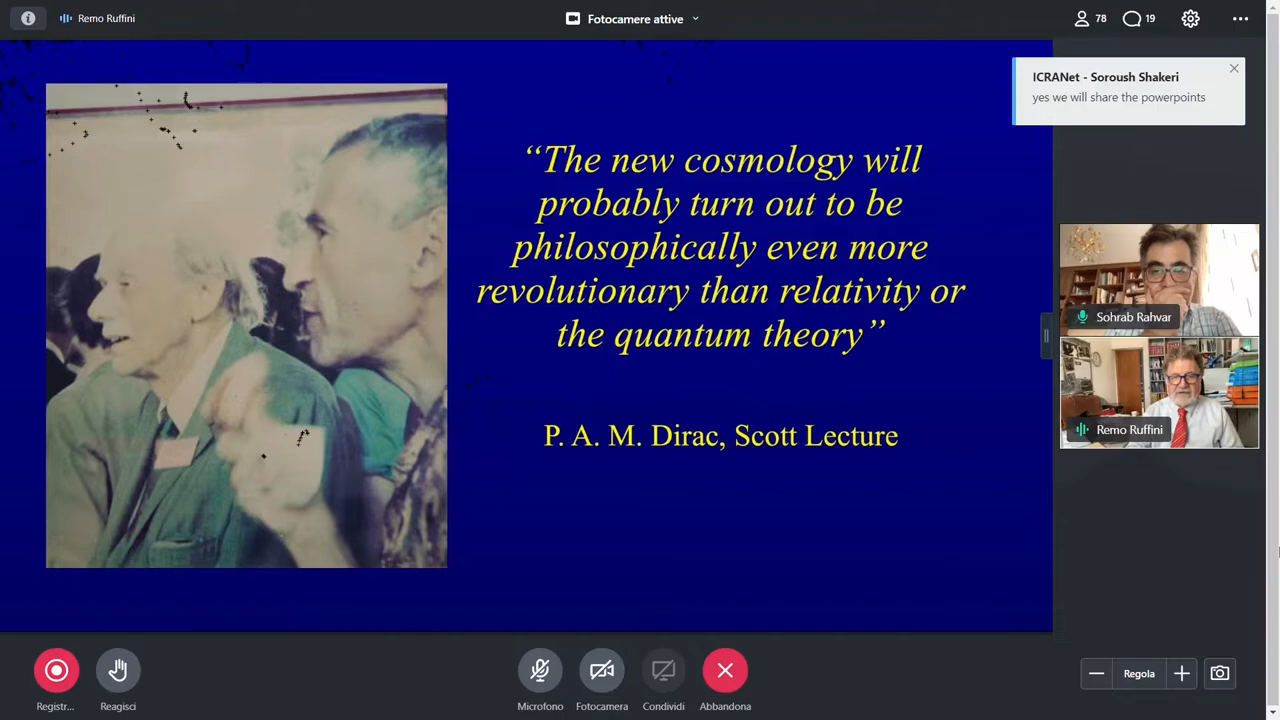 Remo Ruffini
Fotocamere attive
78
19
ICRANet - Soroush Shakeri
yes we will share the powerpoints
“The new cosmology will
probably turn out to be
philosophically even more
revolutionary than relativity or
the quantum theory”
P. A. M. Dirac, Scott Lecture
Sohrab Rahvar
Remo Ruffini
Registr...
Reagisci
Microfono
Fotocamera
Condividi
Abbandona
Regola